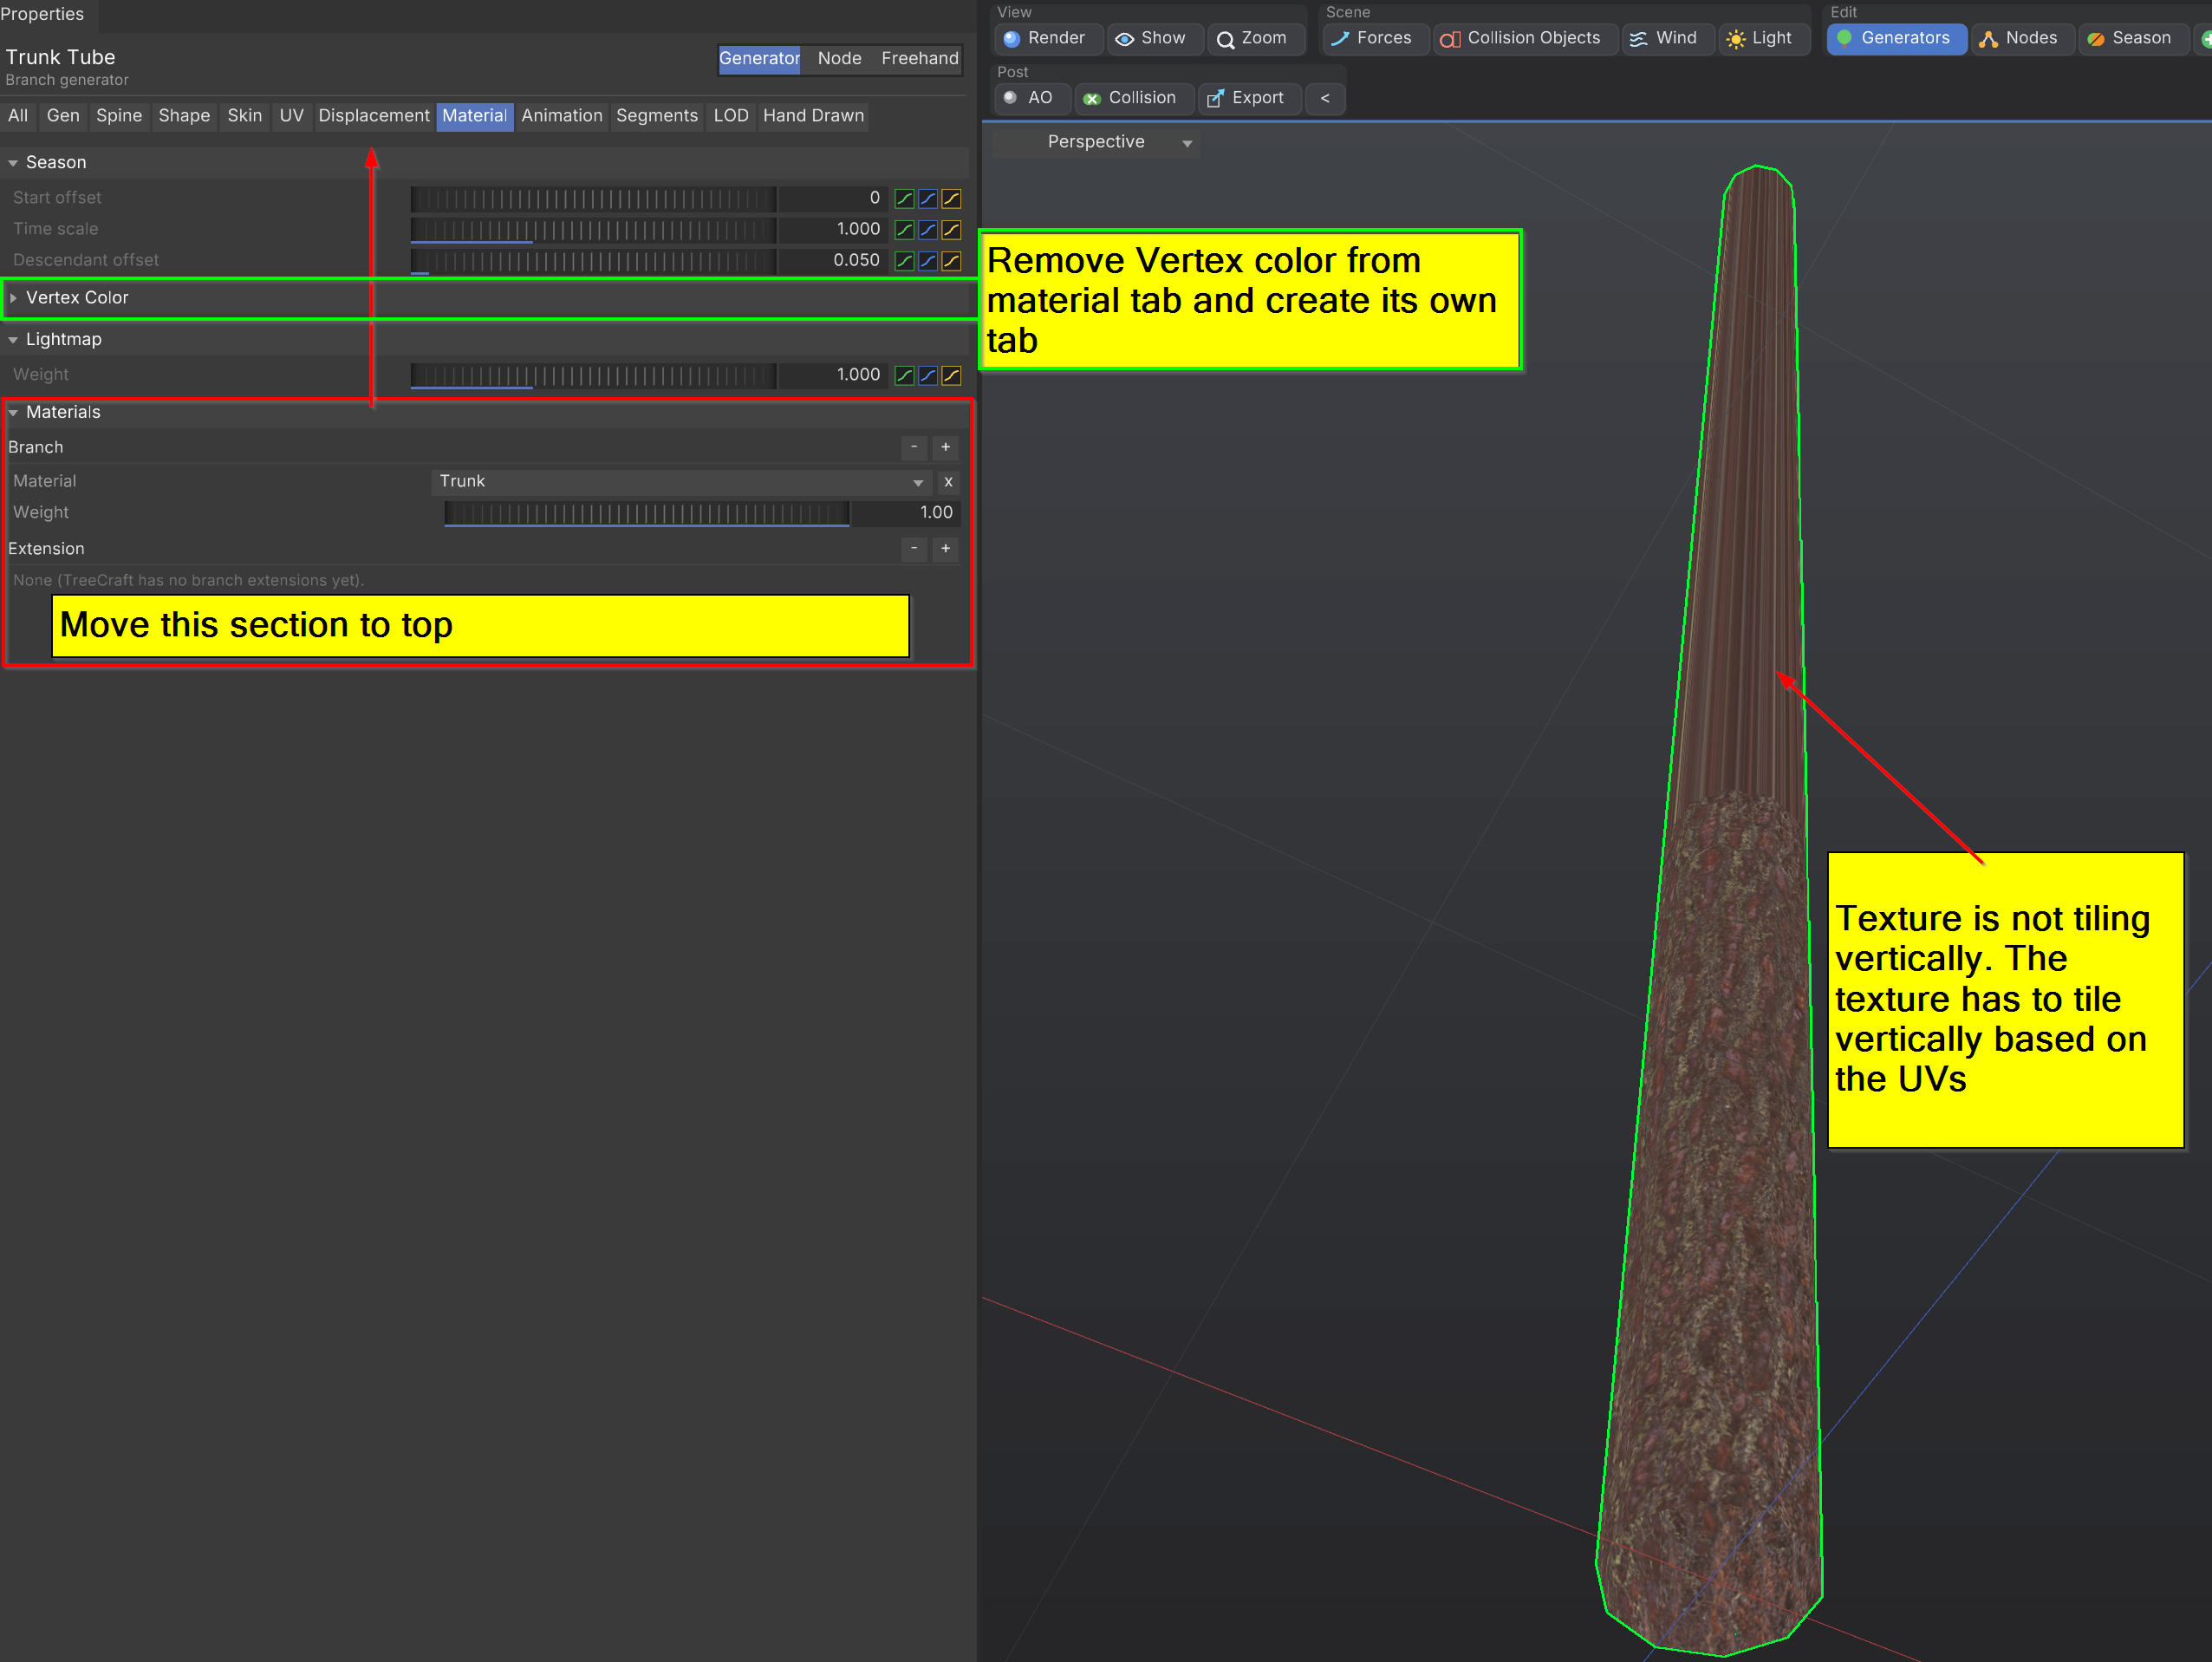 Properties
Trunk Tube
Branch generator
Generator Node Freehand
All Gen Spine Shape Skin UV Displacement Material Animation Segments LOD Hand Drawn
Season
Start offset 0
Time scale 1.000
Descendant offset 0.050
Vertex Color
Lightmap
Weight 1.000
Materials
Branch - +
Material Trunk x
Weight 1.00
Extension - +
None (TreeCraft has no branch extensions yet).
Move this section to top
View
Render Show Zoom
Scene
Forces Collision Objects Wind Light
Edit
Generators Nodes Season
Post
AO Collision Export <
Perspective
Remove Vertex color from
material tab and create its own
tab
Texture is not tiling
vertically. The
texture has to tile
vertically based on
the UVs